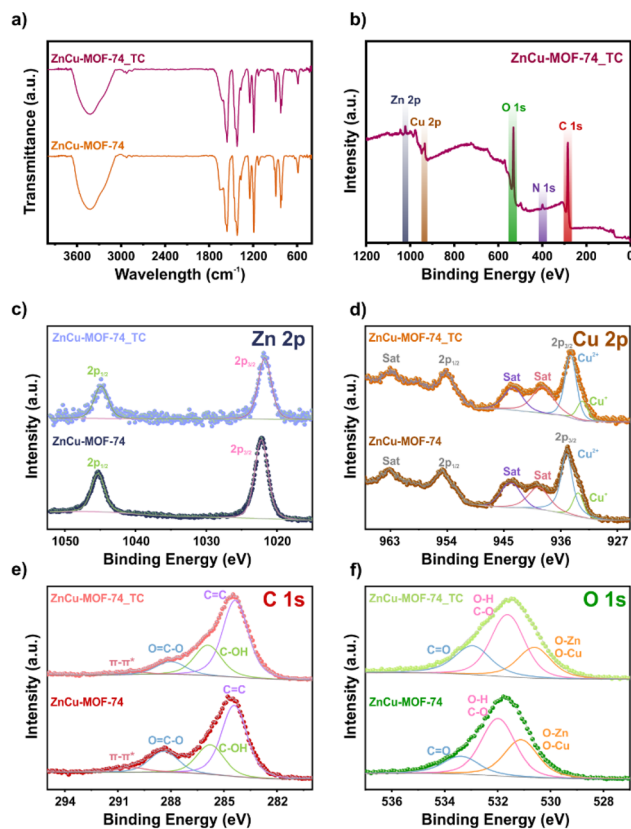 a)
ZnCu-MOF-74_TC
ZnCu-MOF-74
Transmittance (a.u.)
3600 3000 2400 1800 1200 600
Wavelength (cm⁻¹)
b)
ZnCu-MOF-74_TC
Zn 2p
Cu 2p
O 1s
N 1s
C 1s
Intensity (a.u.)
1200 1000 800 600 400 200 0
Binding Energy (eV)
c)
Zn 2p
ZnCu-MOF-74_TC
2p₁/₂
2p₃/₂
ZnCu-MOF-74
2p₁/₂
2p₃/₂
Intensity (a.u.)
1050 1040 1030 1020
Binding Energy (eV)
d)
ZnCu-MOF-74_TC
Cu 2p
2p₃/₂
Sat
2p₁/₂
Sat
Sat
Cu²⁺
Cu⁺
ZnCu-MOF-74
2p₃/₂
Sat
2p₁/₂
Sat
Sat
Cu²⁺
Cu⁺
Intensity (a.u.)
963 954 945 936 927
Binding Energy (eV)
e)
C 1s
ZnCu-MOF-74_TC
C=C
O=C-O
C-OH
π-π*
ZnCu-MOF-74
C=C
O=C-O
C-OH
π-π*
Intensity (a.u.)
294 291 288 285 282
Binding Energy (eV)
f)
ZnCu-MOF-74_TC
O 1s
O-H
C-O
C=O
O-Zn
O-Cu
ZnCu-MOF-74
O-H
C-O
C=O
O-Zn
O-Cu
Intensity (a.u.)
536 534 532 530 528
Binding Energy (eV)